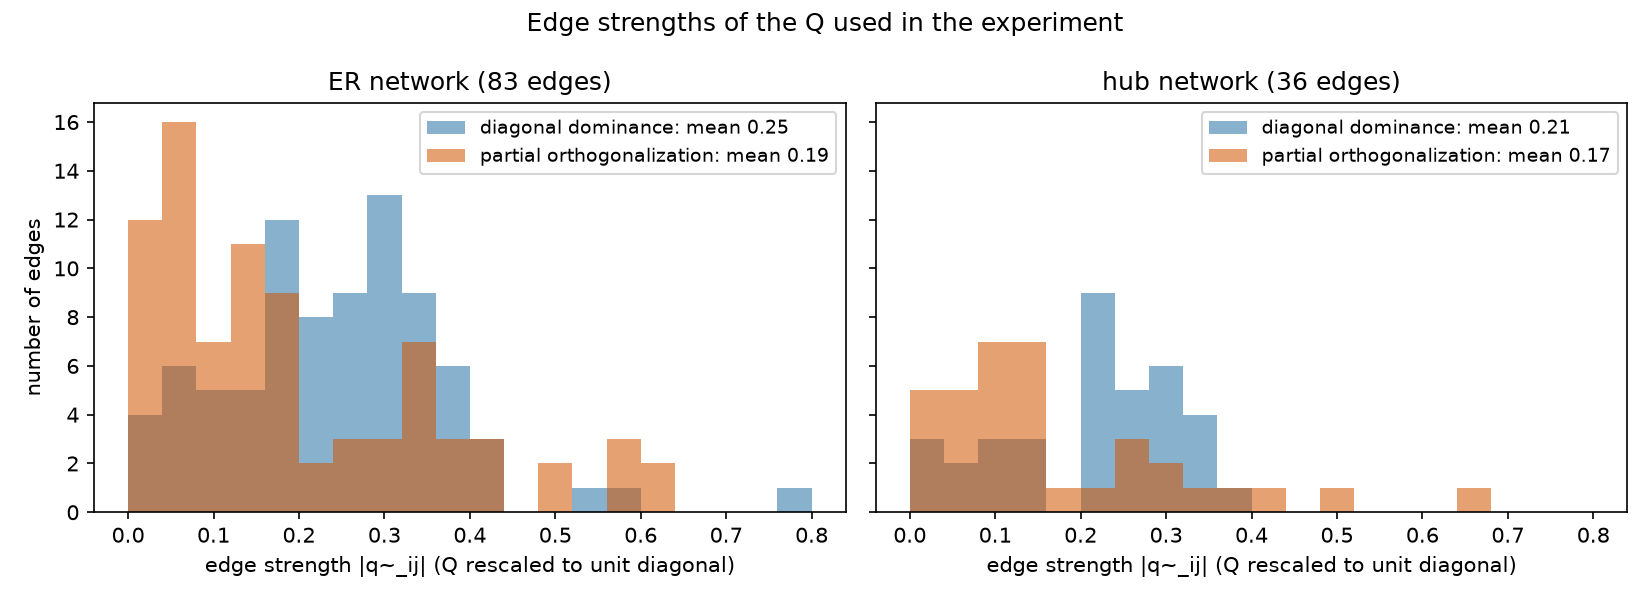 Edge strengths of the Q used in the experiment
ER network (83 edges)
diagonal dominance: mean 0.25
partial orthogonalization: mean 0.19
number of edges
16
14
12
10
8
6
4
2
0
0.0 0.1 0.2 0.3 0.4 0.5 0.6 0.7 0.8
edge strength |q~_ij| (Q rescaled to unit diagonal)
hub network (36 edges)
diagonal dominance: mean 0.21
partial orthogonalization: mean 0.17
0.0 0.1 0.2 0.3 0.4 0.5 0.6 0.7 0.8
edge strength |q~_ij| (Q rescaled to unit diagonal)